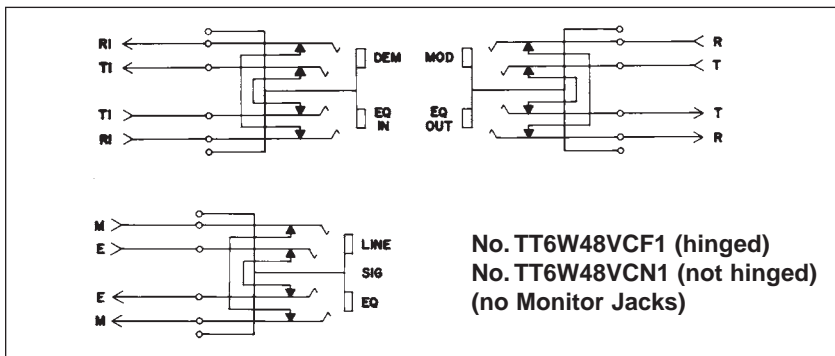 RI
TI
DEM
TI
RI
EQ
IN
MOD
EQ
OUT
R
T
T
R
M
E
E
M
LINE
SIG
EQ
No. TT6W48VCF1 (hinged)
No. TT6W48VCN1 (not hinged)
(no Monitor Jacks)